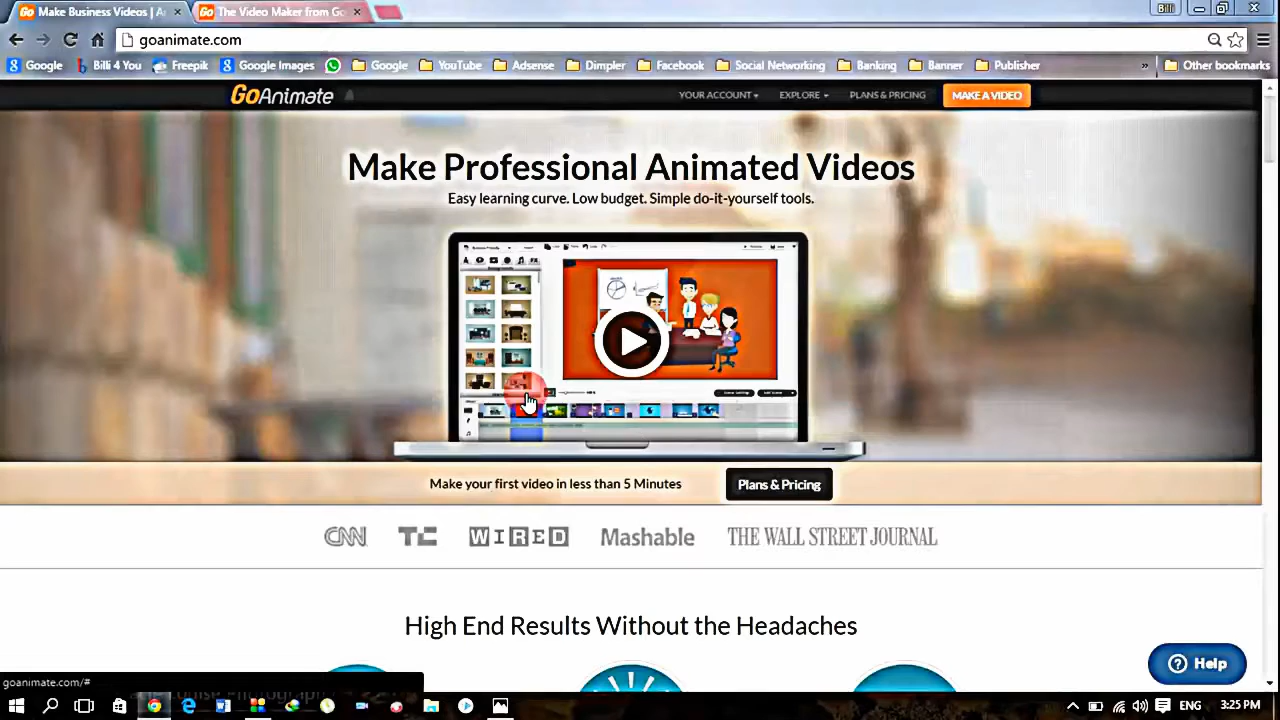 Make Business Videos | A
The Video Maker from Go
Bill
goanimate.com
Google
Billi 4 You
Freepik
Google Images
Google
YouTube
Adsense
Dimpler
Facebook
Social Networking
Banking
Banner
Publisher
»
Other bookmarks
GoAnimate
YOUR ACCOUNT
EXPLORE
PLANS & PRICING
MAKE A VIDEO
Make Professional Animated Videos
Easy learning curve. Low budget. Simple do-it-yourself tools.
Make your first video in less than 5 Minutes
Plans & Pricing
CNN
TC
WIRED
Mashable
THE WALL STREET JOURNAL
High End Results Without the Headaches
Help
goanimate.com/#
ENG
3:25 PM